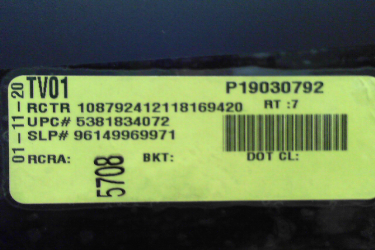 01-11-20
TV01 P19030792
RCTR 108792412118169420 RT :7
UPC# 5381834072
SLP# 96149969971
RCRA: 5708 BKT: DOT CL: